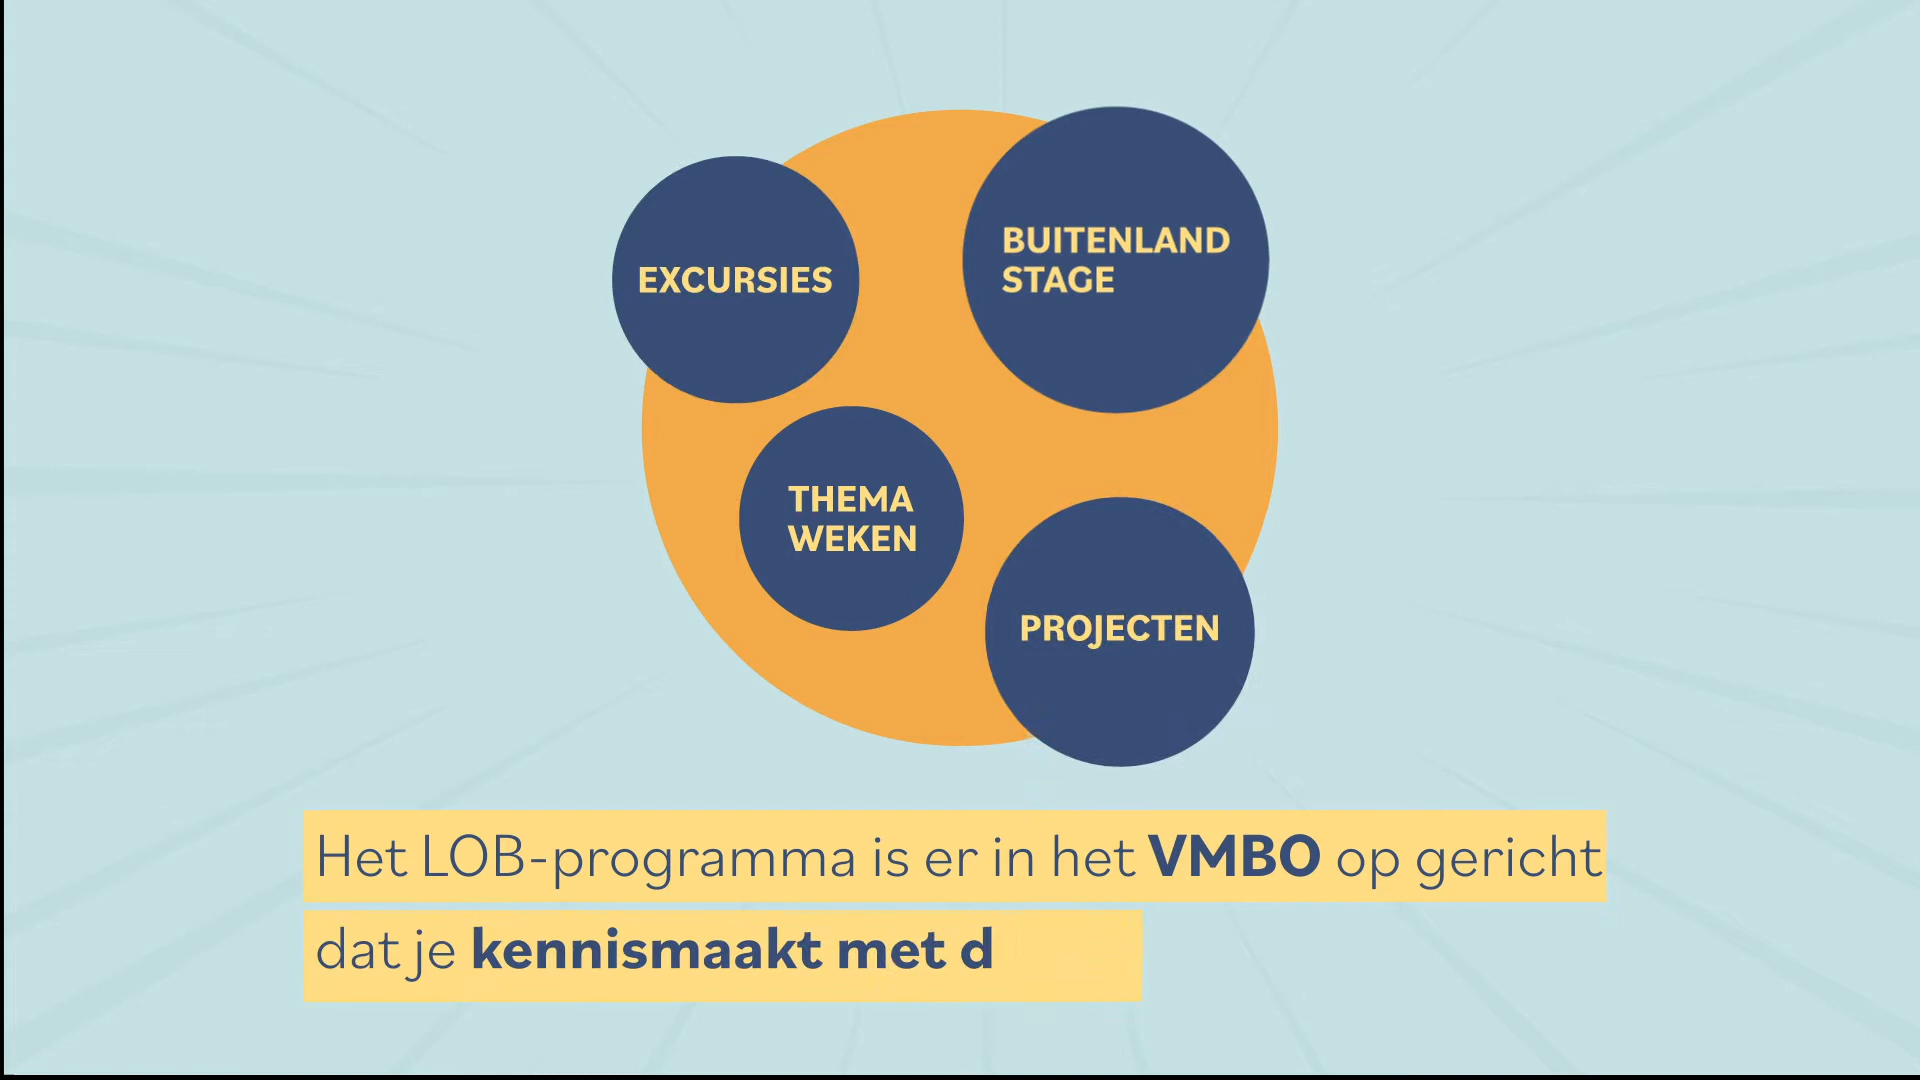 EXCURSIES
BUITENLAND
STAGE
THEMA
WEKEN
PROJECTEN
Het LOB-programma is er in het VMBO op gericht
dat je kennismaakt met d